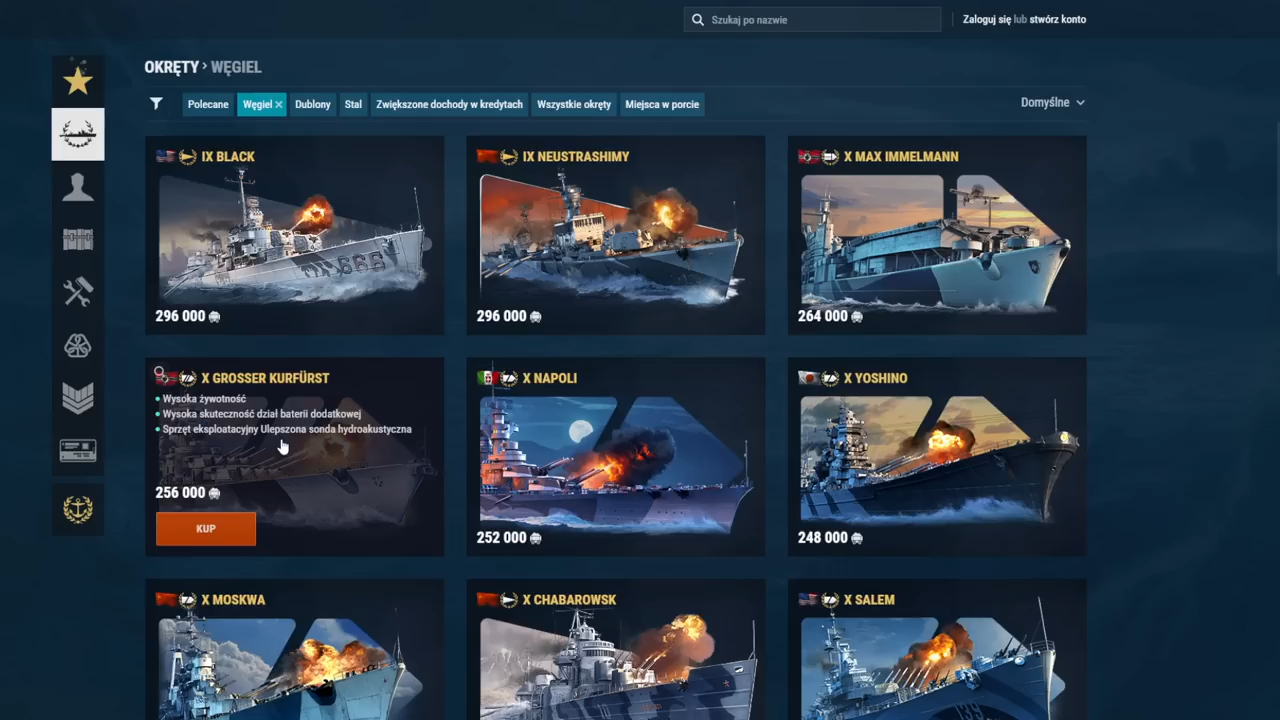 Szukaj po nazwie
Zaloguj się lub stwórz konto
OKRĘTY › WĘGIEL
Polecane
Węgiel ×
Dublony
Stal
Zwiększone dochody w kredytach
Wszystkie okręty
Miejsca w porcie
Domyślne
IX BLACK
IX NEUSTRASHIMY
X MAX IMMELMANN
296 000
296 000
264 000
X GROSSER KURFÜRST
• Wysoka żywotność
• Wysoka skuteczność dział baterii dodatkowej
• Sprzęt eksploatacyjny Ulepszona sonda hydroakustyczna
256 000
KUP
X NAPOLI
252 000
X YOSHINO
248 000
X MOSKWA
X CHABAROWSK
X SALEM
139